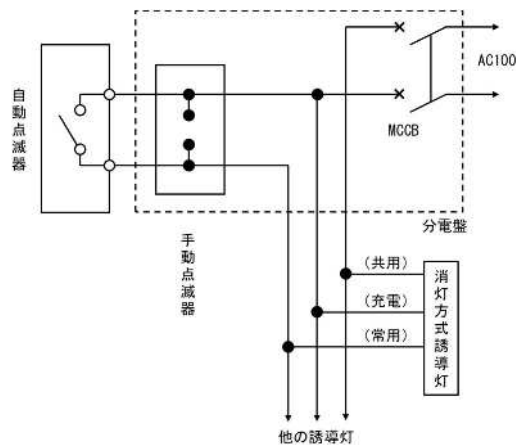 自動点滅器
手動点滅器
AC100
MCCB
分電盤
(共用)
(充電)
(常用)
消灯方式誘導灯
他の誘導灯